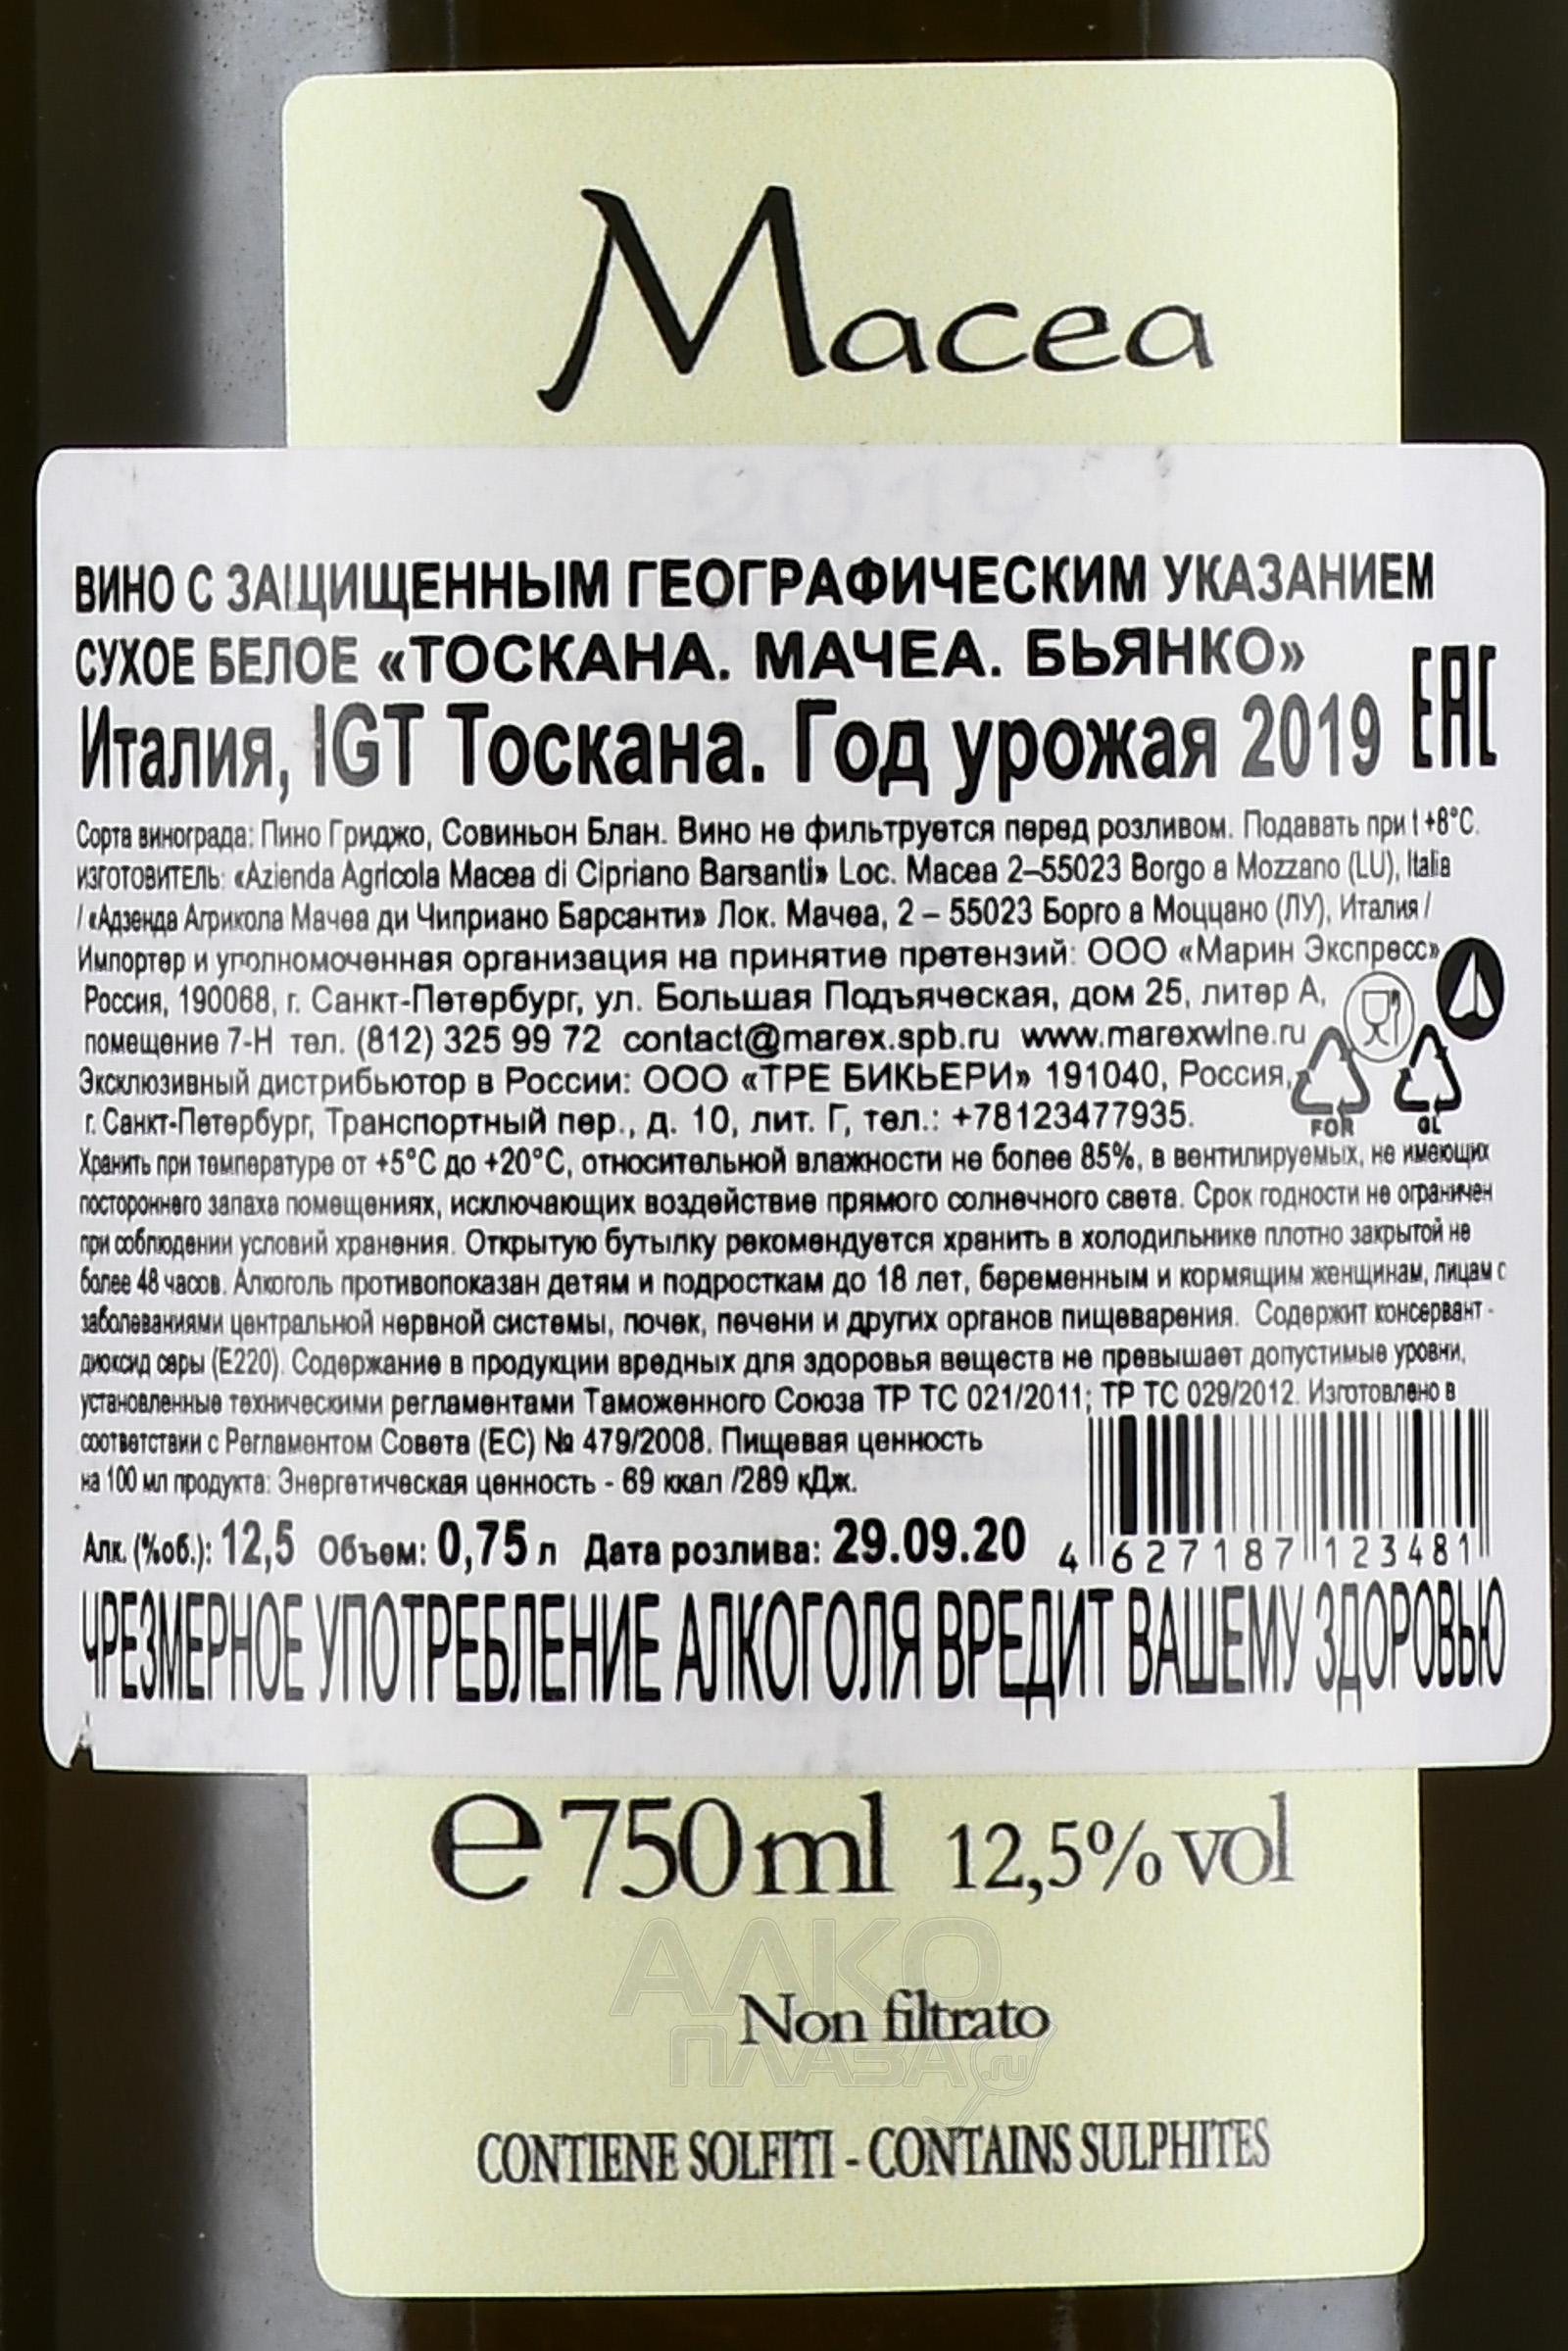 Macea
2019
ВИНО С ЗАЩИЩЕННЫМ ГЕОГРАФИЧЕСКИМ УКАЗАНИЕМ
СУХОЕ БЕЛОЕ «ТОСКАНА. МАЧЕА. БЬЯНКО»
Италия, IGT Тоскана. Год урожая 2019
EAC
Сорта винограда: Пино Гриджо, Совиньон Блан. Вино не фильтруется перед розливом. Подавать при t +8°С.
ИЗГОТОВИТЕЛЬ: «Azienda Agricola Macea di Cipriano Barsanti» Loc. Macea 2–55023 Borgo a Mozzano (LU), Italia
/ «Адзенда Агрикола Мачеа ди Чиприано Барсанти» Лок. Мачеа, 2 – 55023 Борго а Моццано (ЛУ), Италия /
Импортер и уполномоченная организация на принятие претензий: ООО «Марин Экспресс»
Россия, 190068, г. Санкт-Петербург, ул. Большая Подъяческая, дом 25, литер А,
помещение 7-Н тел. (812) 325 99 72 contact@marex.spb.ru www.marexwine.ru
Эксклюзивный дистрибьютор в России: ООО «ТРЕ БИКЬЕРИ» 191040, Россия,
г. Санкт-Петербург, Транспортный пер., д. 10, лит. Г, тел.: +78123477935.
FOR GL
Хранить при температуре от +5°С до +20°С, относительной влажности не более 85%, в вентилируемых, не имеющих
постороннего запаха помещениях, исключающих воздействие прямого солнечного света. Срок годности не ограничен
при соблюдении условий хранения. Открытую бутылку рекомендуется хранить в холодильнике плотно закрытой не
более 48 часов. Алкоголь противопоказан детям и подросткам до 18 лет, беременным и кормящим женщинам, лицам с
заболеваниями центральной нервной системы, почек, печени и других органов пищеварения. Содержит консервант -
диоксид серы (Е220). Содержание в продукции вредных для здоровья веществ не превышает допустимые уровни,
установленные техническими регламентами Таможенного Союза ТР ТС 021/2011; ТР ТС 029/2012. Изготовлено в
соответствии с Регламентом Совета (ЕС) № 479/2008. Пищевая ценность
на 100 мл продукта: Энергетическая ценность - 69 ккал /289 кДж.
Алк. (%об.): 12,5 Объем: 0,75 л Дата розлива: 29.09.20
4 627187 123481
ЧРЕЗМЕРНОЕ УПОТРЕБЛЕНИЕ АЛКОГОЛЯ ВРЕДИТ ВАШЕМУ ЗДОРОВЬЮ
e 750 ml 12,5% vol
АЛКО
Non filtrato
ПЛАЗА.ru
CONTIENE SOLFITI - CONTAINS SULPHITES